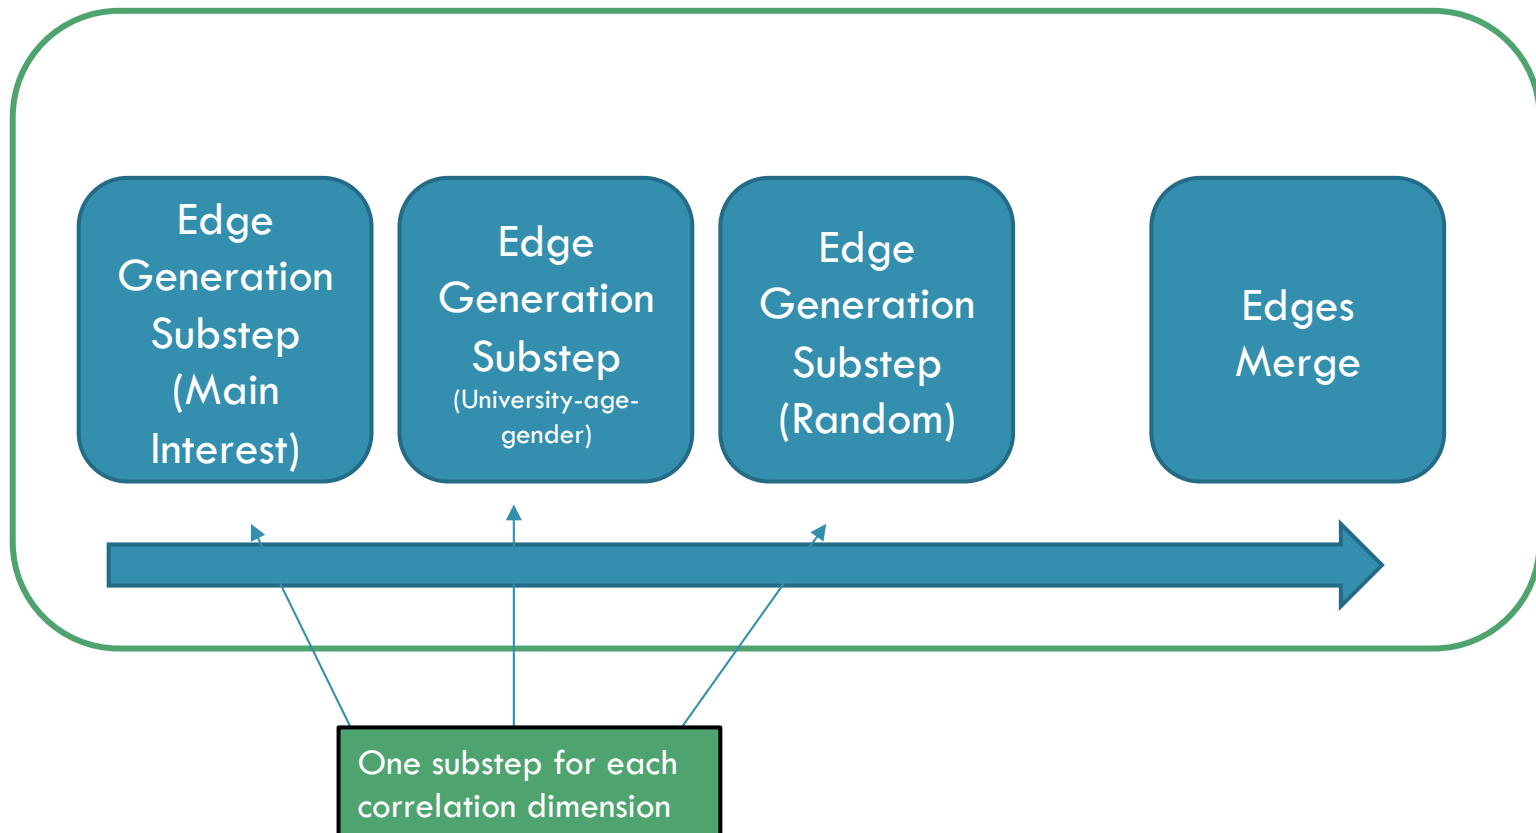 Edge
Generation
Substep
(Main
Interest)
Edge
Generation
Substep
(University-age-
gender)
Edge
Generation
Substep
(Random)
Edges
Merge
One substep for each
correlation dimension